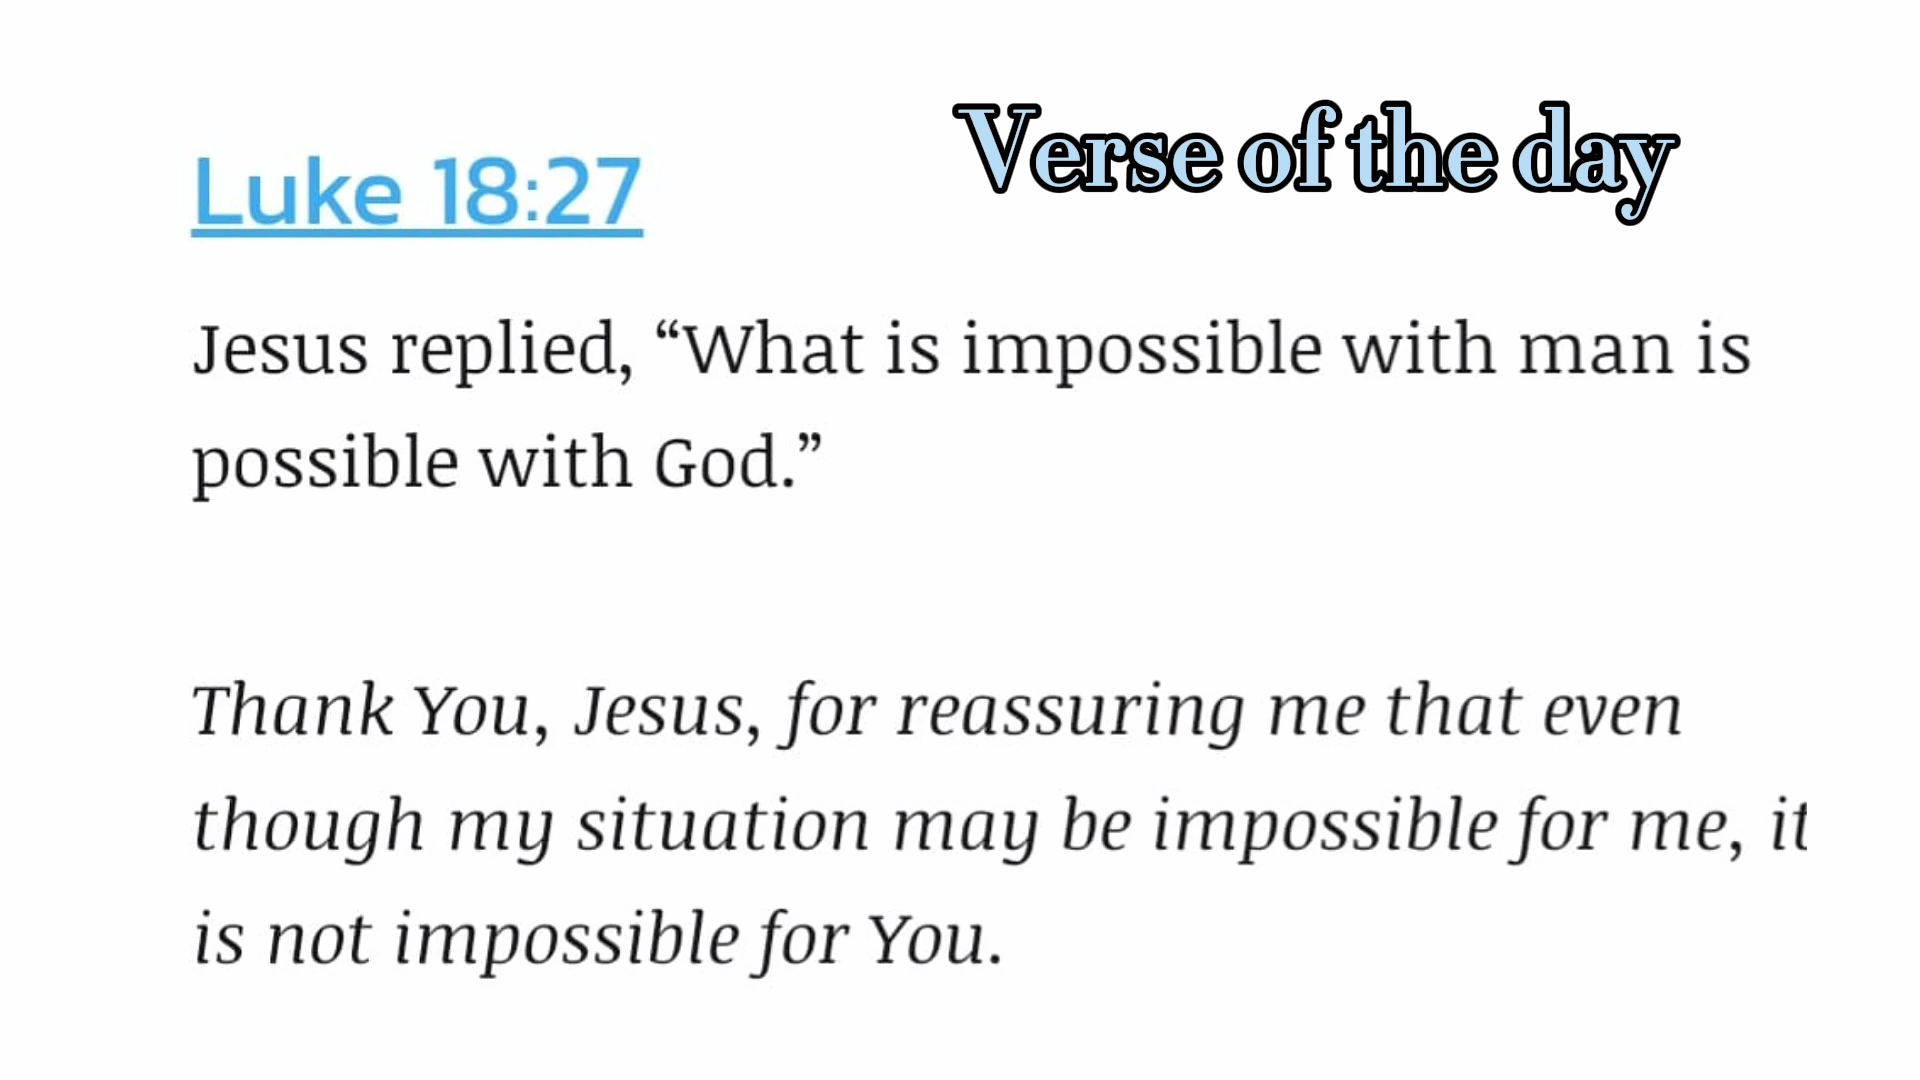 Verse of the day
Luke 18:27
Jesus replied, “What is impossible with man is
possible with God.”
Thank You, Jesus, for reassuring me that even
though my situation may be impossible for me, it
is not impossible for You.